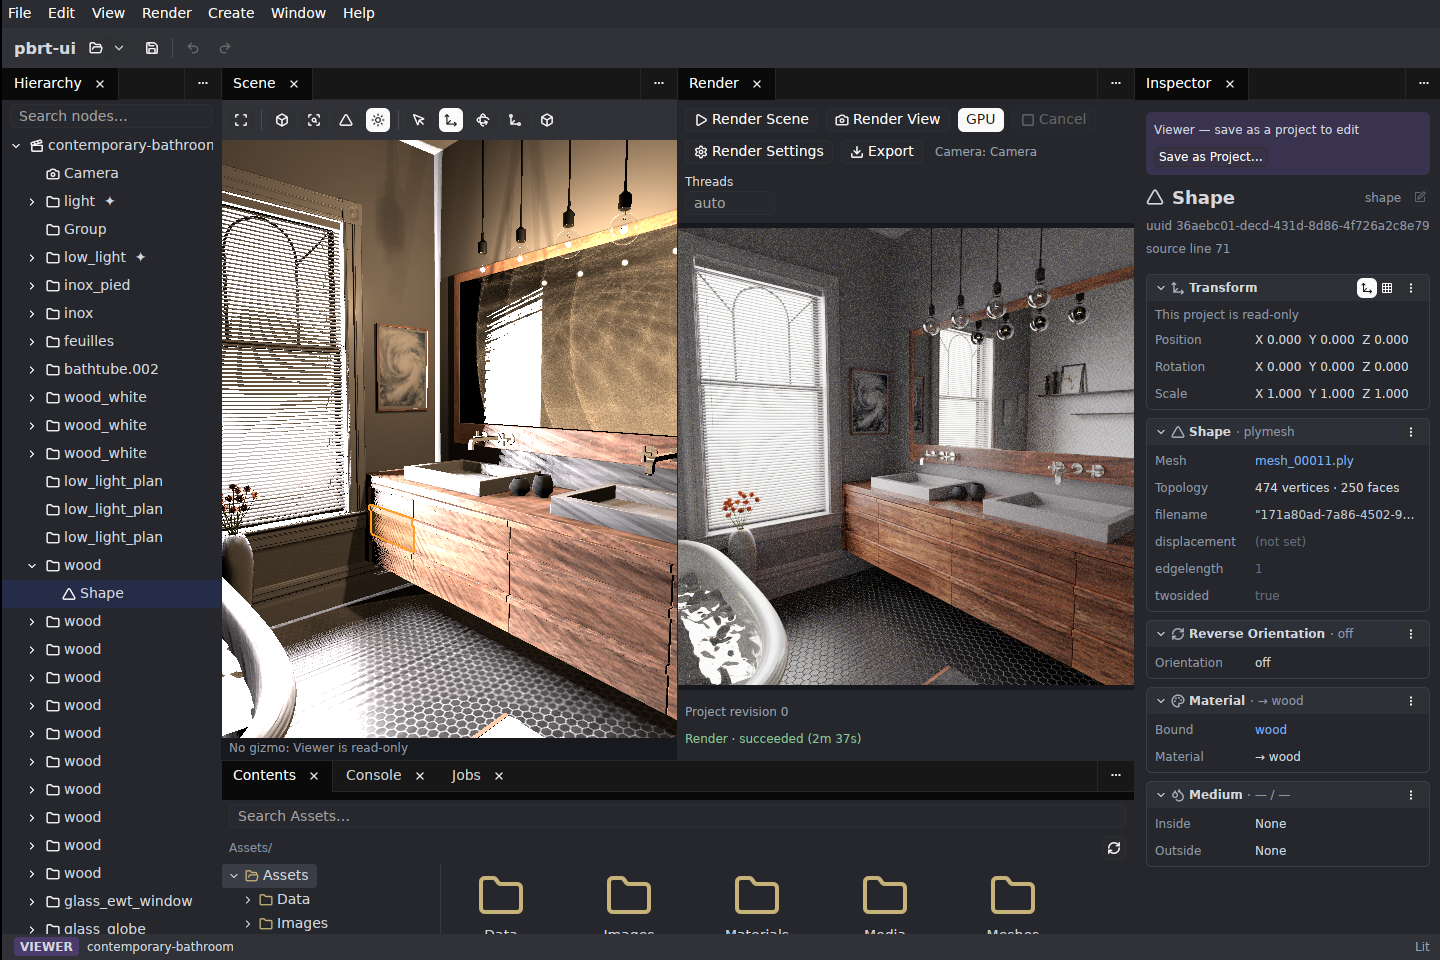 File Edit View Render Create Window Help
pbrt-ui
Hierarchy
Search nodes...
contemporary-bathroom
Camera
light
Group
low_light
inox_pied
inox
feuilles
bathtube.002
wood_white
wood_white
wood_white
low_light_plan
low_light_plan
low_light_plan
wood
Shape
wood
wood
wood
wood
wood
wood
wood
wood
wood
wood
glass_ewt_window
glass_globe
Scene
No gizmo: Viewer is read-only
Render
Render Scene Render View GPU Cancel
Render Settings Export Camera: Camera
Threads
auto
Project revision 0
Render · succeeded (2m 37s)
Contents Console Jobs
Search Assets...
Assets/
Assets
Data
Images
Data Images Materials Media Meshes
Inspector
Viewer — save as a project to edit
Save as Project...
Shape shape
uuid 36aebc01-decd-431d-8d86-4f726a2c8e79
source line 71
Transform
This project is read-only
Position X 0.000 Y 0.000 Z 0.000
Rotation X 0.000 Y 0.000 Z 0.000
Scale X 1.000 Y 1.000 Z 1.000
Shape · plymesh
Mesh mesh_00011.ply
Topology 474 vertices · 250 faces
filename "171a80ad-7a86-4502-9...
displacement (not set)
edgelength 1
twosided true
Reverse Orientation · off
Orientation off
Material · → wood
Bound wood
Material → wood
Medium · — / —
Inside None
Outside None
VIEWER contemporary-bathroom
Lit